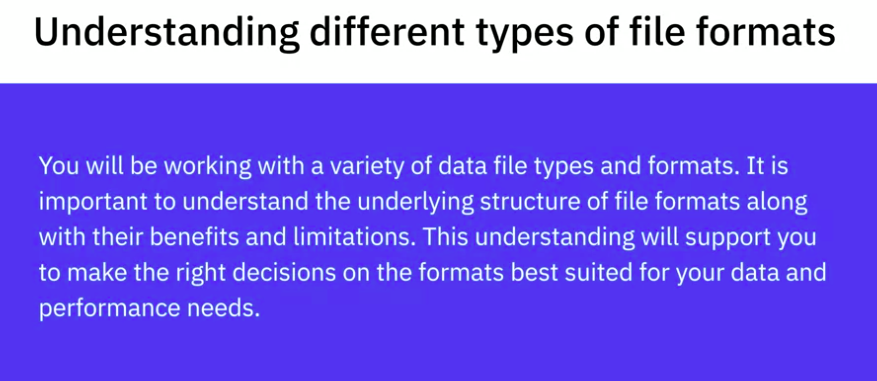 Understanding different types of file formats
You will be working with a variety of data file types and formats. It is
important to understand the underlying structure of file formats along
with their benefits and limitations. This understanding will support you
to make the right decisions on the formats best suited for your data and
performance needs.